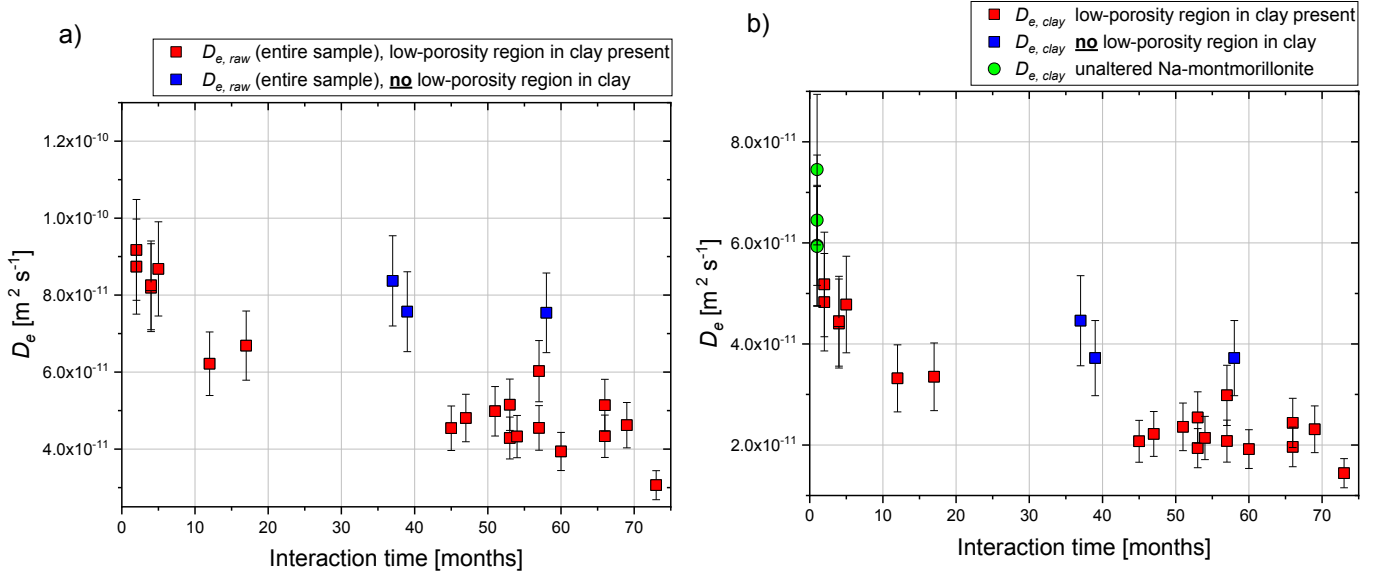 a)
D_e, raw (entire sample), low-porosity region in clay present
D_e, raw (entire sample), no low-porosity region in clay
1.2x10⁻¹⁰
1.0x10⁻¹⁰
8.0x10⁻¹¹
6.0x10⁻¹¹
4.0x10⁻¹¹
D_e [m² s⁻¹]
0 10 20 30 40 50 60 70
Interaction time [months]
b)
D_e, clay low-porosity region in clay present
D_e, clay no low-porosity region in clay
D_e, clay unaltered Na-montmorillonite
8.0x10⁻¹¹
6.0x10⁻¹¹
4.0x10⁻¹¹
2.0x10⁻¹¹
D_e [m² s⁻¹]
0 10 20 30 40 50 60 70
Interaction time [months]